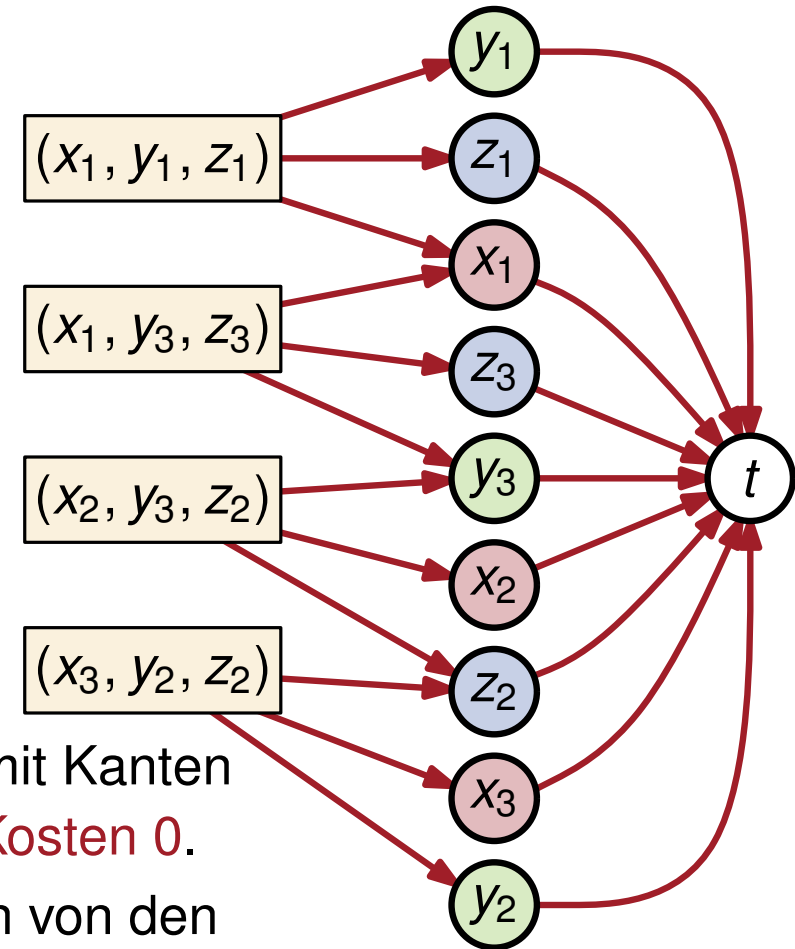 y₁
(x₁, y₁, z₁)
z₁
x₁
(x₁, y₃, z₃)
z₃
y₃
t
(x₂, y₃, z₂)
x₂
(x₃, y₂, z₂)
z₂
mit Kanten
x₃
Kosten 0.
y₂
von den